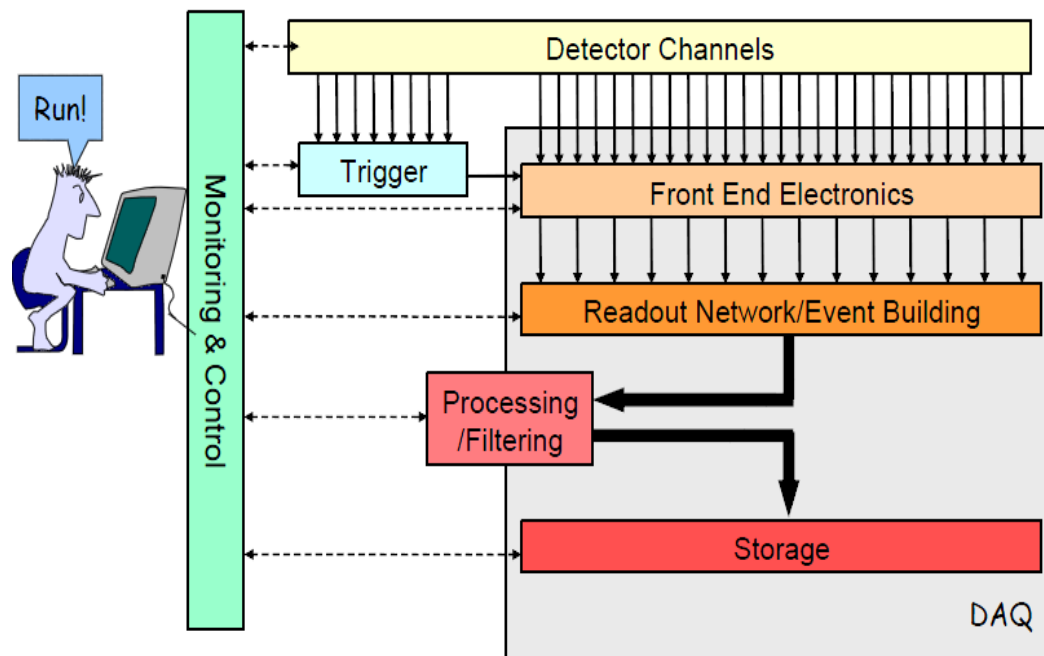 Detector Channels
Run!
Trigger
Front End Electronics
Monitoring & Control
Readout Network/Event Building
Processing
/Filtering
Storage
DAQ